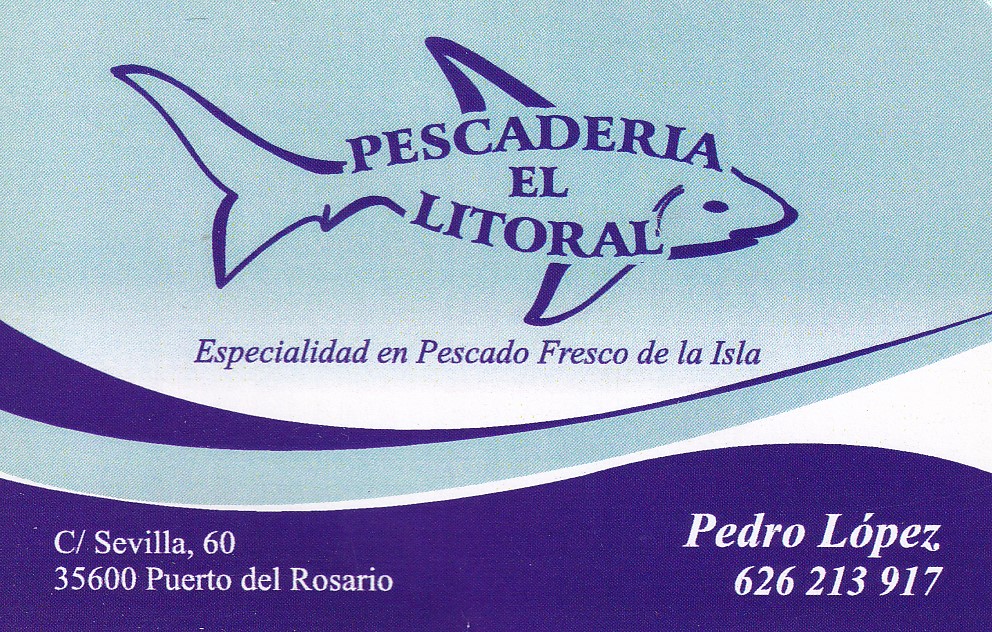 PESCADERIA
EL
LITORAL
Especialidad en Pescado Fresco de la Isla
C/ Sevilla, 60
35600 Puerto del Rosario
Pedro López
626 213 917